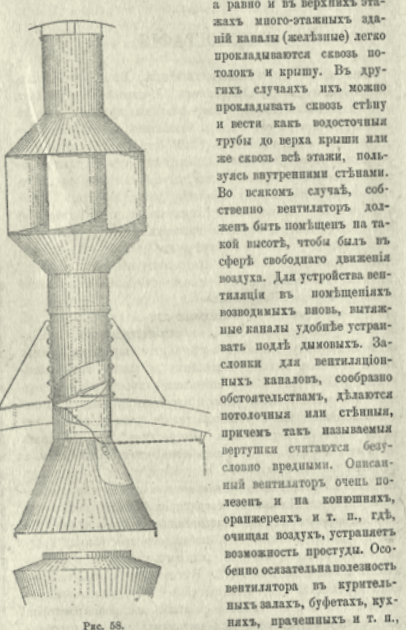 а равно и въ верхнихъ эта-
жахъ много-этажныхъ зда-
ній каналы (желѣзные) легко
прокладываются сквозь по-
толокъ и крышу. Въ дру-
гихъ случаяхъ ихъ можно
прокладывать сквозь стѣну
и вести какъ водосточныя
трубы до верха крыши или
же сквозь всѣ этажи, поль-
зуясь внутренними стѣнами.
Во всякомъ случаѣ, соб-
ственно вентиляторъ дол-
женъ быть помѣщенъ на та-
кой высотѣ, чтобы былъ въ
сферѣ свободнаго движенія
воздуха. Для устройства вен-
тиляціи въ помѣщеніяхъ
возводимыхъ вновь, вытяж-
ные каналы удобнѣе устраи-
вать подлѣ дымовыхъ. За-
слонки для вентиляціон-
ныхъ каналовъ, сообразно
обстоятельствамъ, дѣлаются
потолочныя или стѣнныя,
причемъ такъ называемыя
вертушки считаются безу-
словно вредными. Описан-
ный вентиляторъ очень по-
лезенъ и на конюшняхъ,
оранжереяхъ и т. п., гдѣ,
очищая воздухъ, устраняетъ
возможность простуды. Осо-
бенно осязательна полезность
вентилятора въ куритель-
ныхъ залахъ, буфетахъ, кух-
няхъ, прачешныхъ и т. п.,
Рис. 58.